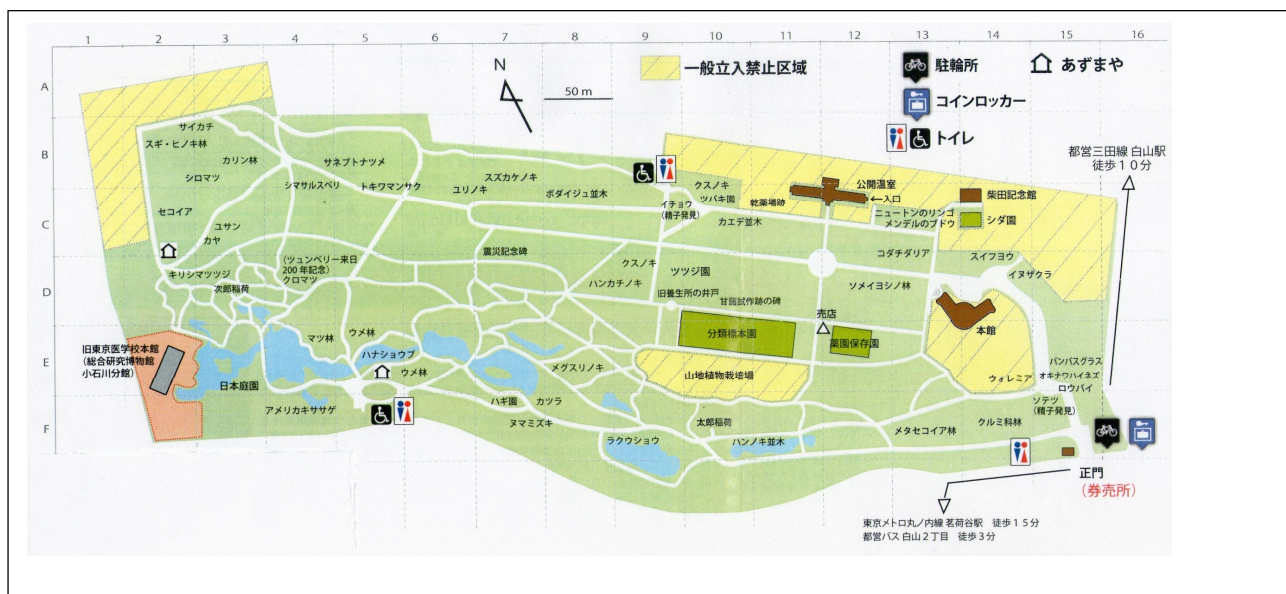 1 2 3 4 5 6 7 8 9 10 11 12 13 14 15 16
A
B
C
D
E
F
N
50 m
一般立入禁止区域
駐輪所
あずまや
コインロッカー
トイレ
都営三田線 白山駅
徒歩10分
サイカチ
スギ・ヒノキ林
カリン林
シロマツ
サネブトナツメ
シマサルスベリ
トキワマンサク
スズカケノキ
ユリノキ
ボダイジュ並木
クスノキ
ツバキ園
イチョウ
(精子発見)
乾薬場跡
公開温室
←入口
柴田記念館
ニュートンのリンゴ
メンデルのブドウ
シダ園
セコイア
ユサン
カヤ
カエデ並木
震災記念碑
コダチダリア
スイフヨウ
イヌザクラ
キリシマツツジ
(ツュンベリー来日
200年記念)
クロマツ
次郎稲荷
クスノキ
ツツジ園
ハンカチノキ
旧養生所の井戸
甘藷試作跡の碑
ソメイヨシノ林
売店
分類標本園
薬園保存園
本館
マツ林
ウメ林
ハナショウブ
旧東京医学校本館
(総合研究博物館
小石川分館)
日本庭園
ウメ林
メグスリノキ
山地植物栽培場
パンパスグラス
オキナワハイネズ
ウォレミア
ロウバイ
ソテツ
(精子発見)
アメリカキササゲ
ハギ園
カツラ
ヌマミズキ
ラクウショウ
太郎稲荷
ハンノキ並木
メタセコイア林
クルミ科林
正門
(券売所)
東京メトロ丸ノ内線 茗荷谷駅 徒歩15分
都営バス 白山2丁目 徒歩3分